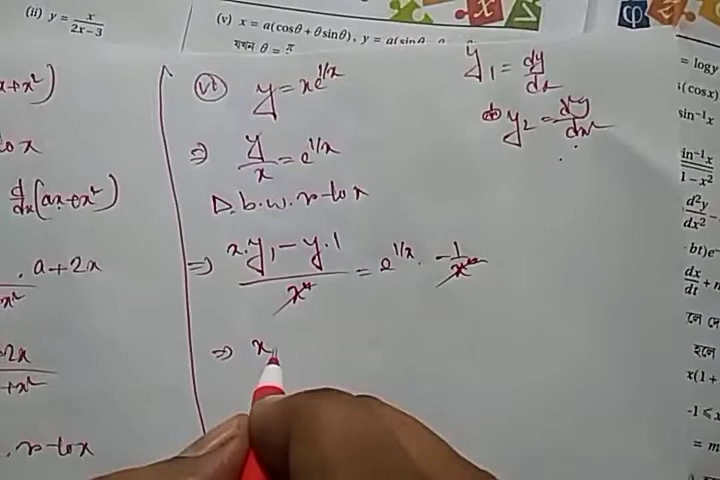 (ii) y = x/(2x−3)
(v) x = a(cosθ + θsinθ), y = a(sinθ
যখন θ =
x+x²)
d/dx (ax+x²)
. a+2x
x²
2x
+x²
. r. to x
(vi) y = xe^(1/x)
⇒ y/x = e^(1/x)
D. b. w. r. to x
⇒ (x.y₁ − y.1)/x² = e^(1/x) . −1/x²
⇒ x
y₁ = dy/dx
y₂ = d²y/dx²
= logy
(cosx)
sin⁻¹x
in⁻¹x
1−x²
d²y/dx² −
bt)e⁻
dx/dt +
x(1+
-1 ⩽ x
= m